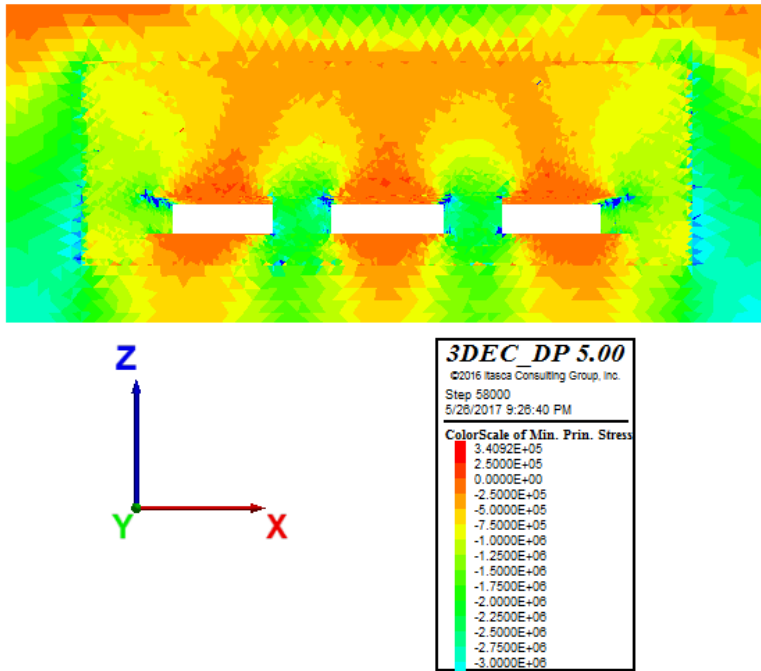 Z
Y
X
3DEC_DP 5.00
©2016 Itasca Consulting Group, Inc.
Step 58000
5/26/2017 9:26:40 PM
ColorScale of Min. Prin. Stress
3.4092E+05
2.5000E+05
0.0000E+00
-2.5000E+05
-5.0000E+05
-7.5000E+05
-1.0000E+06
-1.2500E+06
-1.5000E+06
-1.7500E+06
-2.0000E+06
-2.2500E+06
-2.5000E+06
-2.7500E+06
-3.0000E+06